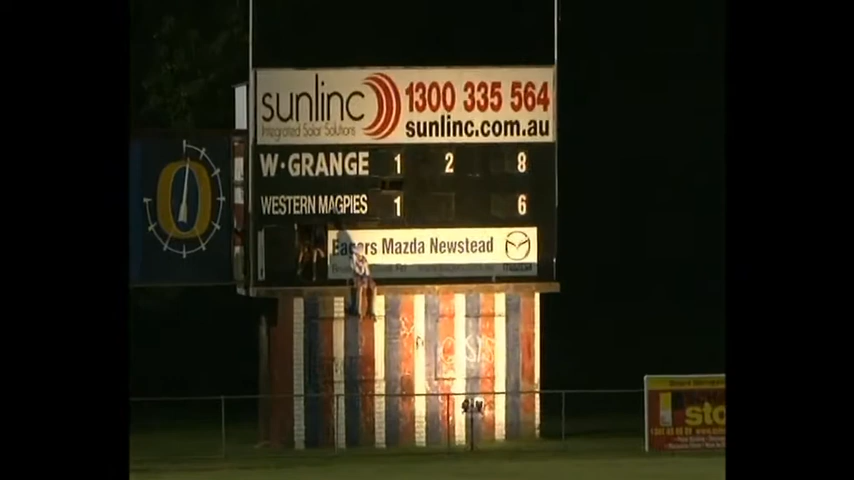 sunlinc
Integrated Solar Solutions
1300 335 564
sunlinc.com.au
W·GRANGE 1 2 8
WESTERN MAGPIES 1 6
Eagers Mazda Newstead
mazda
sto